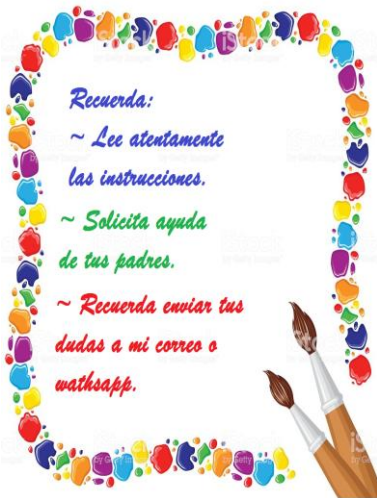 Recuerda:
~ Lee atentamente
las instrucciones.
~ Solicita ayuda
de tus padres.
~ Recuerda enviar tus
dudas a mi correo o
wathsapp.